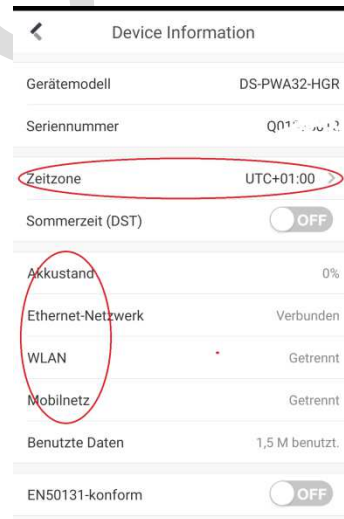 Device Information
Gerätemodell DS-PWA32-HGR
Seriennummer
Zeitzone UTC+01:00
Sommerzeit (DST) OFF
Akkustand 0%
Ethernet-Netzwerk Verbunden
WLAN Getrennt
Mobilnetz Getrennt
Benutzte Daten 1,5 M benutzt.
EN50131-konform OFF